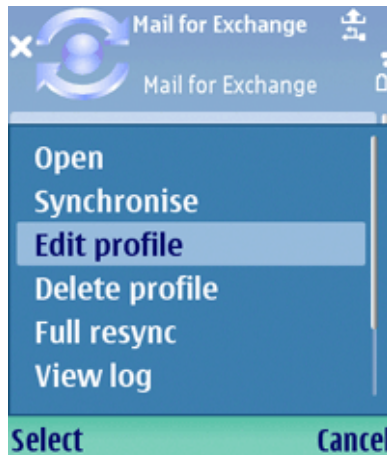 Mail for Exchange
Mail for Exchange
Open
Synchronise
Edit profile
Delete profile
Full resync
View log
Select Cancel